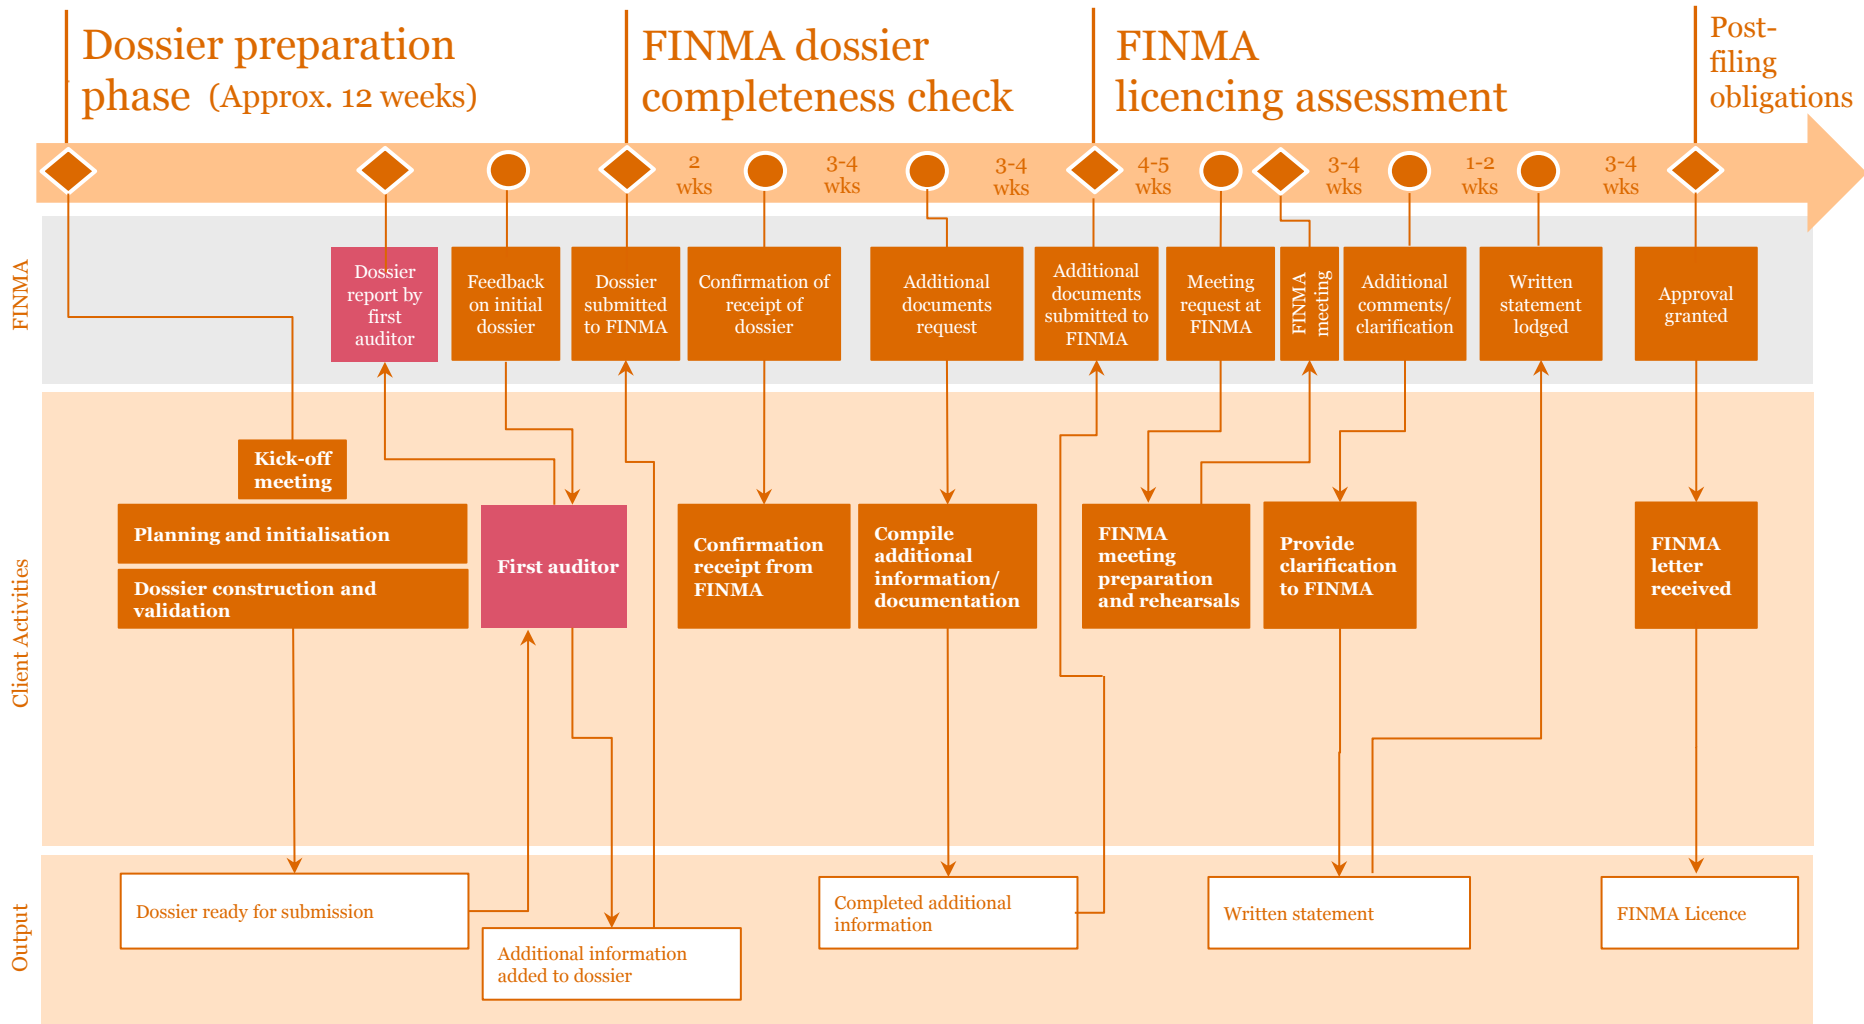 Dossier preparation
phase (Approx. 12 weeks)
FINMA dossier
completeness check
FINMA
licencing assessment
Post-
filing
obligations
2
wks
3-4
wks
3-4
wks
4-5
wks
3-4
wks
1-2
wks
3-4
wks
FINMA
Dossier
report by
first
auditor
Feedback
on initial
dossier
Dossier
submitted
to FINMA
Confirmation of
receipt of
dossier
Additional
documents
request
Additional
documents
submitted to
FINMA
Meeting
request at
FINMA
FINMA
meeting
Additional
comments/
clarification
Written
statement
lodged
Approval
granted
Client Activities
Kick-off
meeting
Planning and initialisation
Dossier construction and
validation
First auditor
Confirmation
receipt from
FINMA
Compile
additional
information/
documentation
FINMA
meeting
preparation
and rehearsals
Provide
clarification
to FINMA
FINMA
letter
received
Output
Dossier ready for submission
Additional information
added to dossier
Completed additional
information
Written statement
FINMA Licence